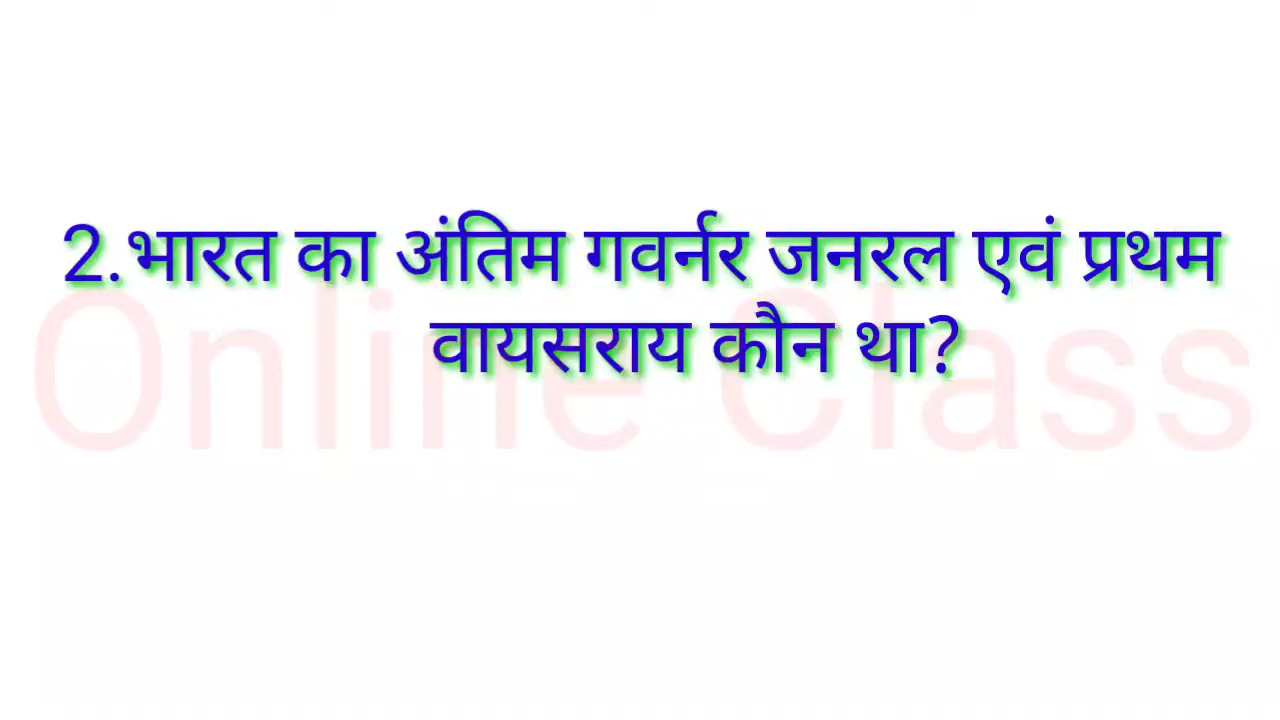 2.भारत का अंतिम गवर्नर जनरल एवं प्रथम
वायसराय कौन था?
Online Class